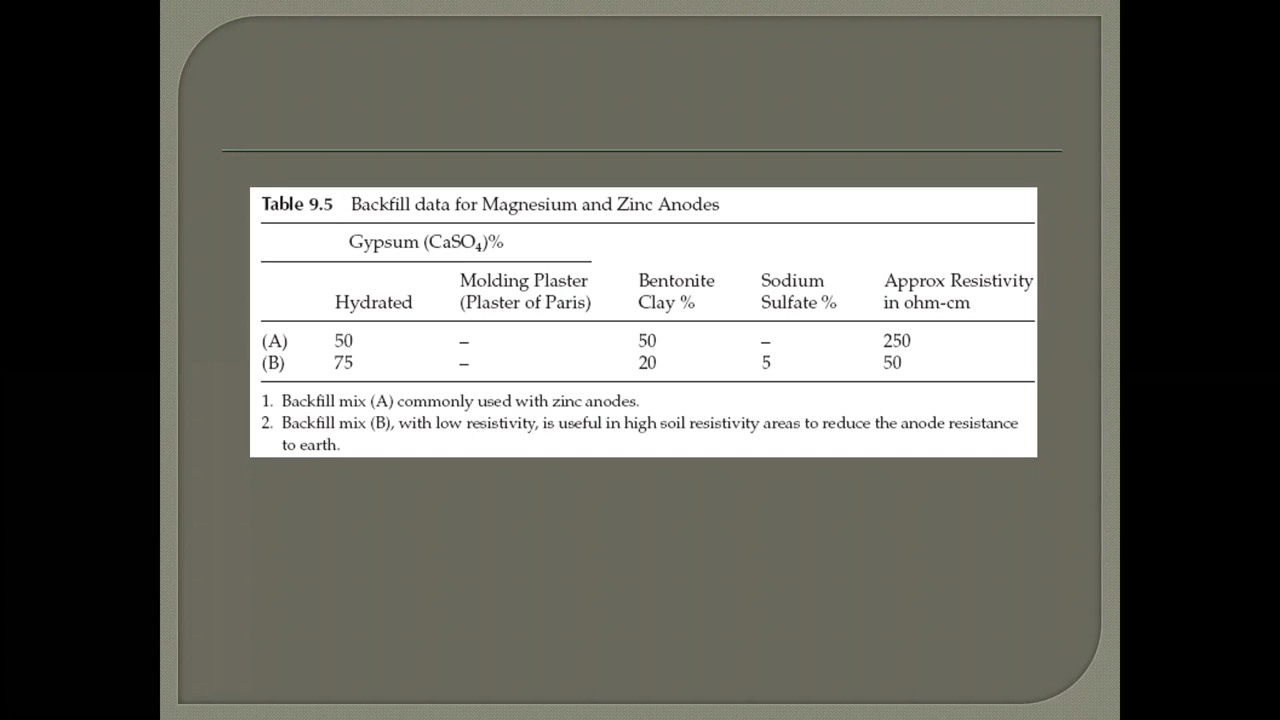 Table 9.5 Backfill data for Magnesium and Zinc Anodes
Gypsum (CaSO₄)%
Molding Plaster Bentonite Sodium Approx Resistivity
Hydrated (Plaster of Paris) Clay % Sulfate % in ohm-cm
(A) 50 – 50 – 250
(B) 75 – 20 5 50
1. Backfill mix (A) commonly used with zinc anodes.
2. Backfill mix (B), with low resistivity, is useful in high soil resistivity areas to reduce the anode resistance
to earth.